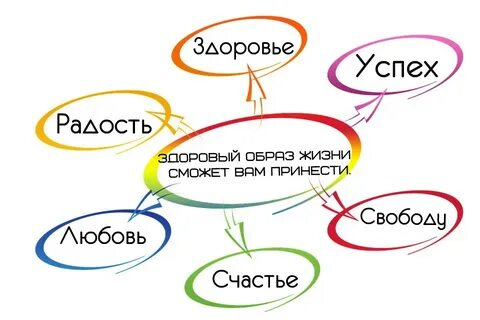 Здоровье
Успех
Радость
ЗДОРОВЫЙ ОБРАЗ ЖИЗНИ
СМОЖЕТ ВАМ ПРИНЕСТИ.
Любовь
Свободу
Счастье